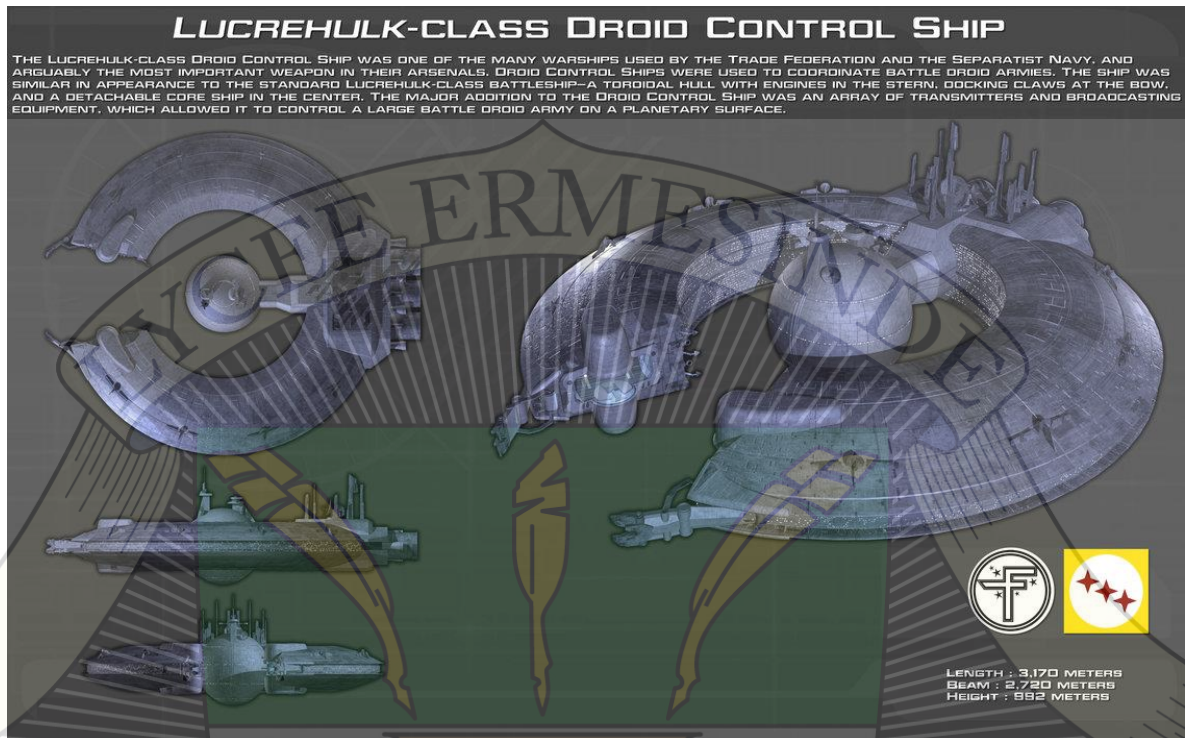 LUCREHULK-CLASS DROID CONTROL SHIP
THE LUCREHULK-CLASS DROID CONTROL SHIP WAS ONE OF THE MANY WARSHIPS USED BY THE TRADE FEDERATION AND THE SEPARATIST NAVY, AND
ARGUABLY THE MOST IMPORTANT WEAPON IN THEIR ARSENALS. DROID CONTROL SHIPS WERE USED TO COORDINATE BATTLE DROID ARMIES. THE SHIP WAS
SIMILAR IN APPEARANCE TO THE STANDARD LUCREHULK-CLASS BATTLESHIP–A TOROIDAL HULL WITH ENGINES IN THE STERN, DOCKING CLAWS AT THE BOW,
AND A DETACHABLE CORE SHIP IN THE CENTER. THE MAJOR ADDITION TO THE DROID CONTROL SHIP WAS AN ARRAY OF TRANSMITTERS AND BROADCASTING
EQUIPMENT, WHICH ALLOWED IT TO CONTROL A LARGE BATTLE DROID ARMY ON A PLANETARY SURFACE.
LYCÉE ERMESINDE
LENGTH : 3,170 METERS
BEAM : 2,720 METERS
HEIGHT : 992 METERS